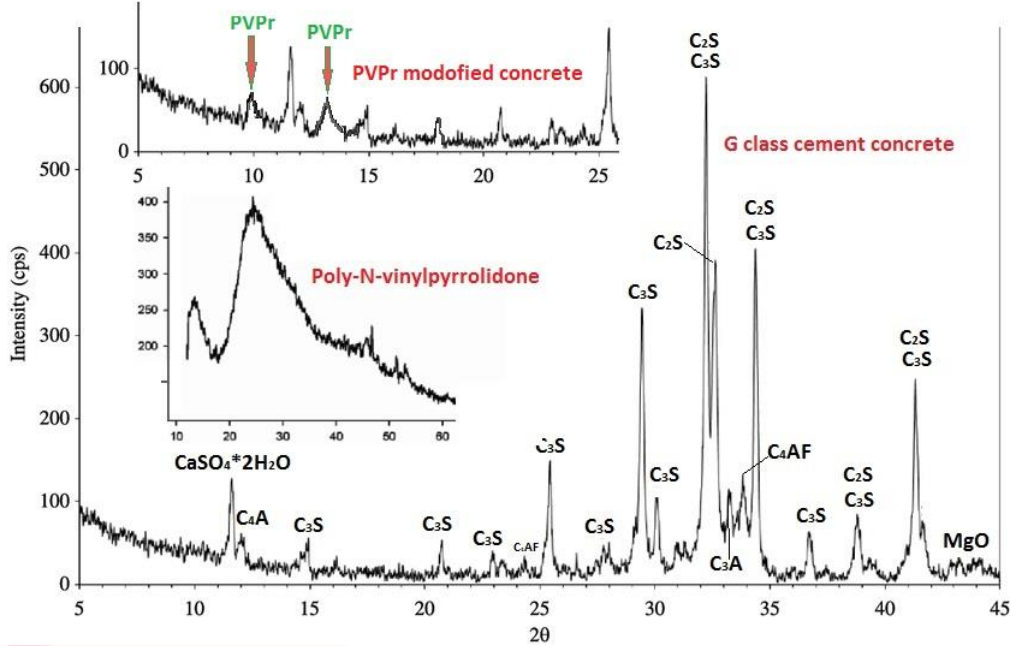 PVPr
PVPr
PVPr modofied concrete
100
0
5
10
15
20
25
Intensity (cps)
600
500
400
300
200
100
0
400
350
300
250
200
Poly-N-vinylpyrrolidone
10
20
30
40
50
60
G class cement concrete
CaSO₄*2H₂O
C₄A
C₃S
C₃S
C₃S
C₃S
C₃S
C₃S
C₃S
C₂S
C₃S
C₂S
C₂S
C₃S
C₃A
C₄AF
C₃S
C₂S
C₃S
C₂S
C₃S
MgO
5
10
15
20
25
30
35
40
45
2θ